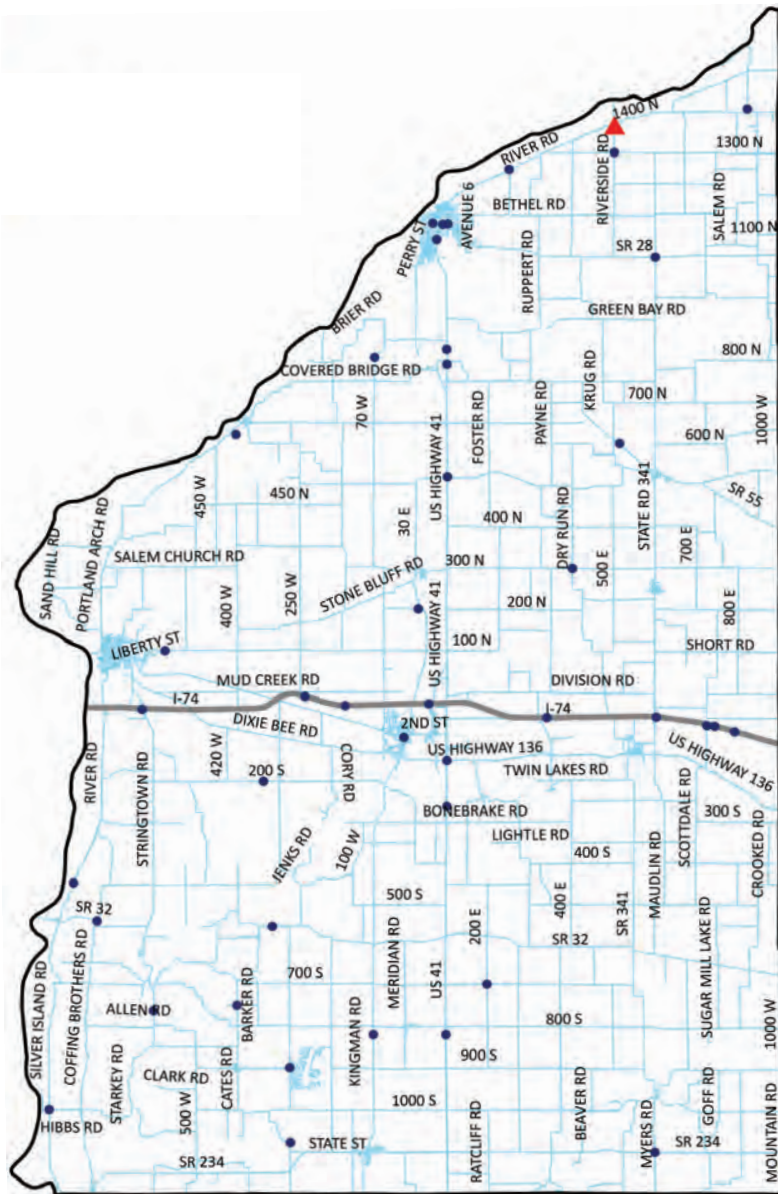 1400 N
RIVER RD
RIVERSIDE RD
1300 N
SALEM RD
AVENUE 6
BETHEL RD
1100 N
PERRY ST
RUPPERT RD
SR 28
BRIER RD
GREEN BAY RD
800 N
COVERED BRIDGE RD
70 W
US HIGHWAY 41
FOSTER RD
PAYNE RD
KRUG RD
700 N
600 N
1000 W
450 W
450 N
30 E
400 N
DRY RUN RD
STATE RD 341
SR 55
SAND HILL RD
PORTLAND ARCH RD
SALEM CHURCH RD
300 N
500 E
700 E
400 W
250 W
STONE BLUFF RD
200 N
800 E
LIBERTY ST
US HIGHWAY 41
100 N
SHORT RD
MUD CREEK RD
DIVISION RD
I-74
I-74
DIXIE BEE RD
2ND ST
US HIGHWAY 136
US HIGHWAY 136
RIVER RD
STRINGTOWN RD
420 W
200 S
CORY RD
TWIN LAKES RD
SCOTTDALE RD
BONEBRAKE RD
300 S
CROOKED RD
JENKS RD
100 W
LIGHTLE RD
400 S
MAUDLIN RD
500 S
SR 32
MERIDIAN RD
200 E
400 E
SR 341
SR 32
SUGAR MILL LAKE RD
SILVER ISLAND RD
COFFING BROTHERS RD
BARKER RD
700 S
US 41
ALLEN RD
KINGMAN RD
800 S
1000 W
STARKEY RD
CLARK RD
CATES RD
900 S
500 W
1000 S
BEAVER RD
GOFF RD
HIBBS RD
STATE ST
RATCLIFF RD
MYERS RD
SR 234
MOUNTAIN RD
SR 234